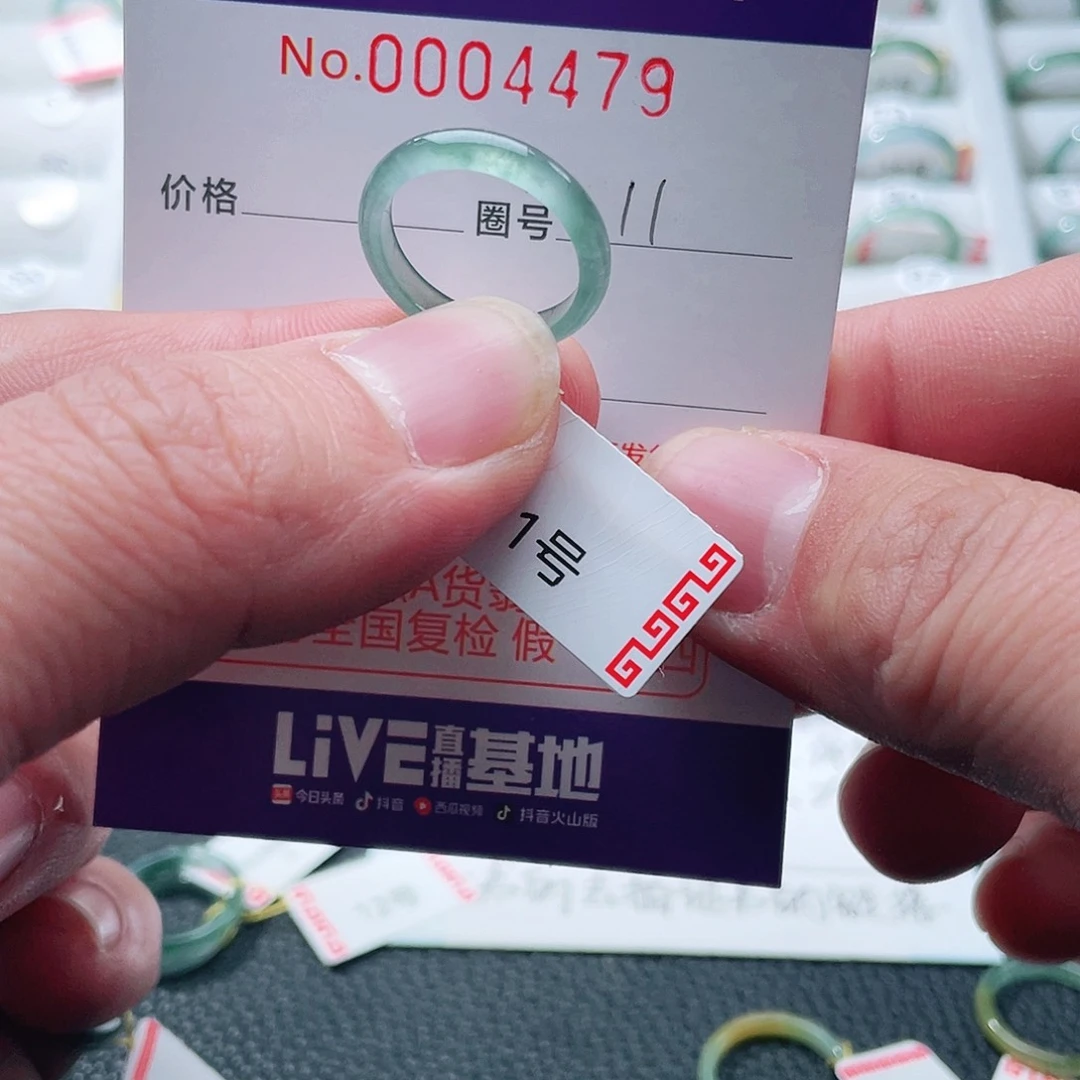 No.0004479
价格 圈号 11
发
1号
A货
全国复检 假
LiVE直播基地
今日头条 抖音 西瓜视频 抖音火山版